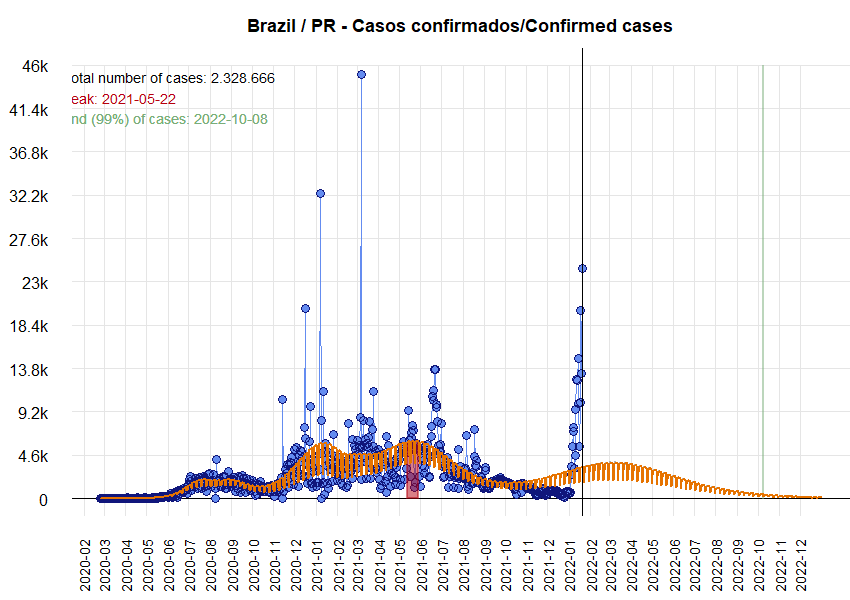 Brazil / PR - Casos confirmados/Confirmed cases
46k
otal number of cases: 2.328.666
eak: 2021-05-22
nd (99%) of cases: 2022-10-08
41.4k
36.8k
32.2k
27.6k
23k
18.4k
13.8k
9.2k
4.6k
0
2020-02
2020-03
2020-04
2020-05
2020-06
2020-07
2020-08
2020-09
2020-10
2020-11
2020-12
2021-01
2021-02
2021-03
2021-04
2021-05
2021-06
2021-07
2021-08
2021-09
2021-10
2021-11
2021-12
2022-01
2022-02
2022-03
2022-04
2022-05
2022-06
2022-07
2022-08
2022-09
2022-10
2022-11
2022-12